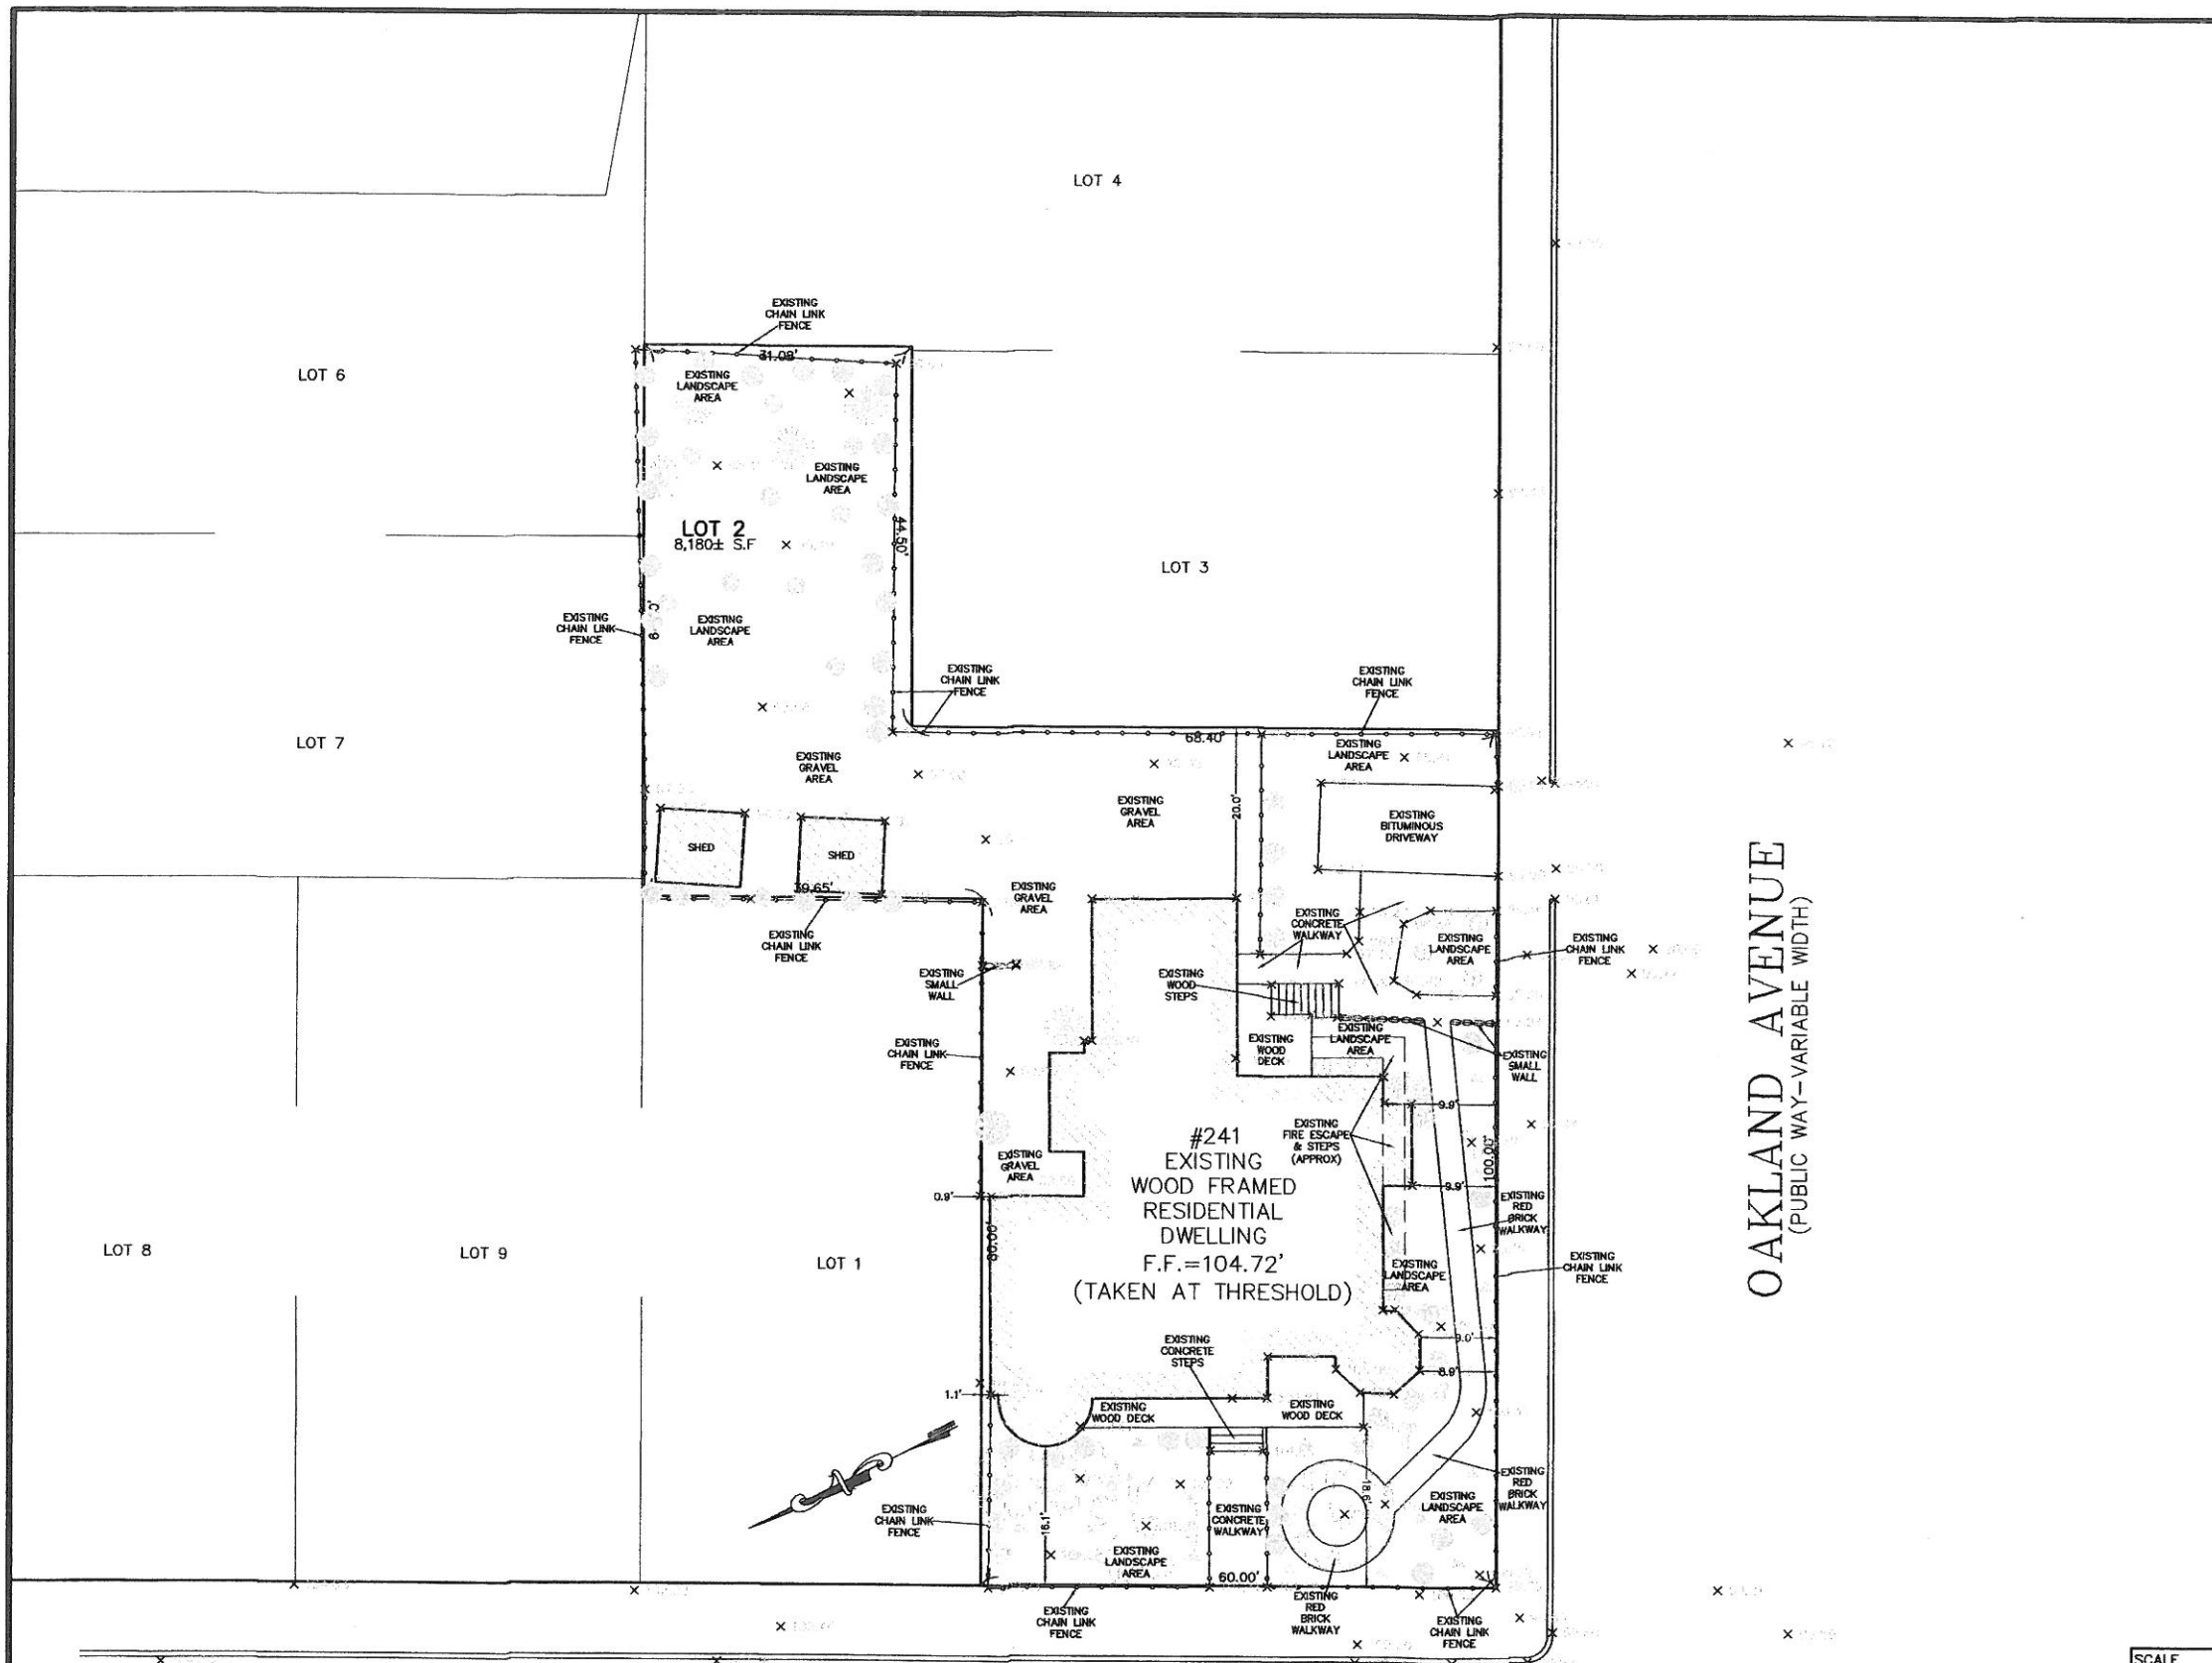 LOT 4
EXISTING
CHAIN LINK
FENCE
31.08'
LOT 6
EXISTING
LANDSCAPE
AREA
EXISTING
LANDSCAPE
AREA
LOT 2
8,180± S.F
44.50'
LOT 3
EXISTING
CHAIN LINK
FENCE
EXISTING
LANDSCAPE
AREA
EXISTING
CHAIN LINK
FENCE
EXISTING
CHAIN LINK
FENCE
LOT 7
68.40'
EXISTING
LANDSCAPE
AREA
EXISTING
GRAVEL
AREA
EXISTING
GRAVEL
AREA
20.0'
EXISTING
BITUMINOUS
DRIVEWAY
SHED
SHED
39.65'
EXISTING
GRAVEL
AREA
EXISTING
CONCRETE
WALKWAY
EXISTING
CHAIN LINK
FENCE
EXISTING
LANDSCAPE
AREA
EXISTING
CHAIN LINK
FENCE
OAKLAND AVENUE
(PUBLIC WAY-VARIABLE WIDTH)
EXISTING
SMALL
WALL
EXISTING
WOOD
STEPS
EXISTING
CHAIN LINK
FENCE
EXISTING
WOOD
DECK
EXISTING
LANDSCAPE
AREA
EXISTING
SMALL
WALL
9.9'
EXISTING
FIRE ESCAPE
& STEPS
(APPROX)
100.00'
#241
EXISTING
WOOD FRAMED
RESIDENTIAL
DWELLING
F.F.=104.72'
(TAKEN AT THRESHOLD)
EXISTING
GRAVEL
AREA
0.9'
9.9'
EXISTING
RED
BRICK
WALKWAY
80.00'
LOT 8
LOT 9
LOT 1
EXISTING
LANDSCAPE
AREA
EXISTING
CHAIN LINK
FENCE
EXISTING
CONCRETE
STEPS
9.0'
8.9'
1.1'
EXISTING
WOOD DECK
EXISTING
WOOD DECK
EXISTING
CHAIN LINK
FENCE
16.1'
EXISTING
CONCRETE
WALKWAY
18.6'
EXISTING
LANDSCAPE
AREA
EXISTING
RED
BRICK
WALKWAY
EXISTING
LANDSCAPE
AREA
60.00'
EXISTING
CHAIN LINK
FENCE
EXISTING
RED
BRICK
WALKWAY
EXISTING
CHAIN LINK
FENCE
SCALE